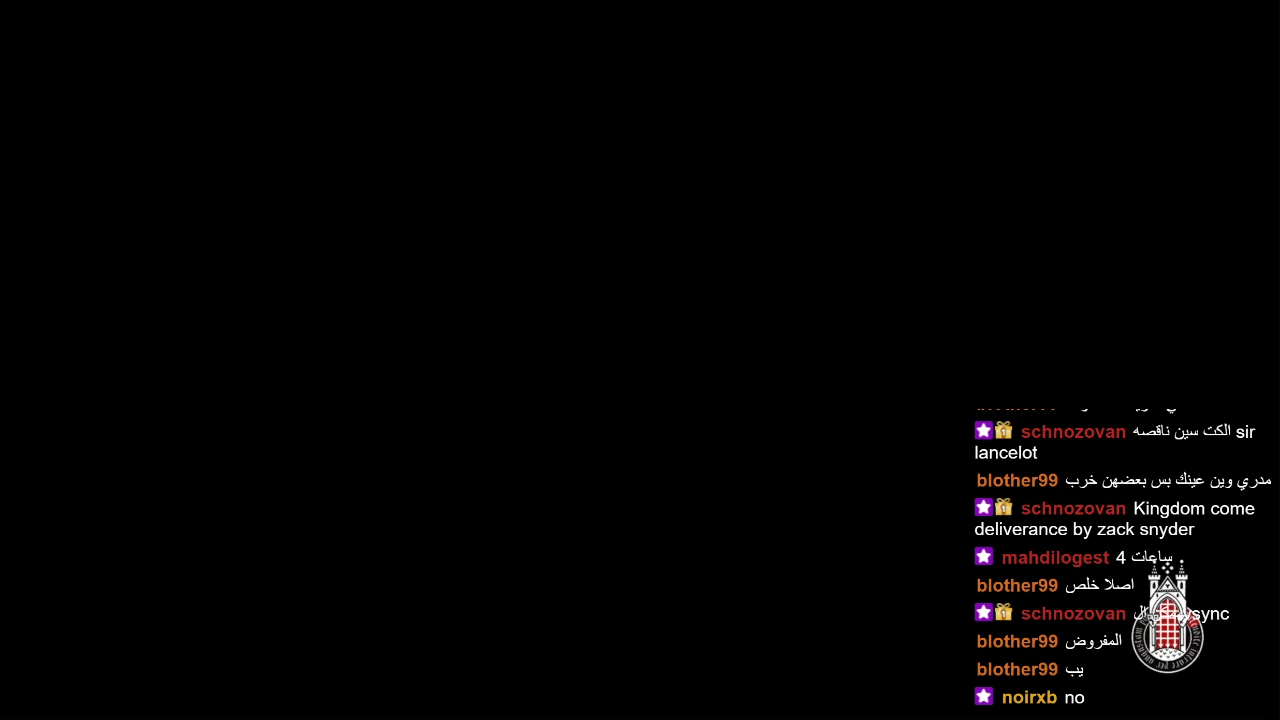 schnozovan الكت سين ناقصه sir
lancelot
blother99 مدري وين عينك بس بعضهن خرب
schnozovan Kingdom come
deliverance by zack snyder
mahdilogest 4 ساعات
blother99 اصلا خلص
schnozovan
blother99 المفروض
blother99 يب
noirxb no